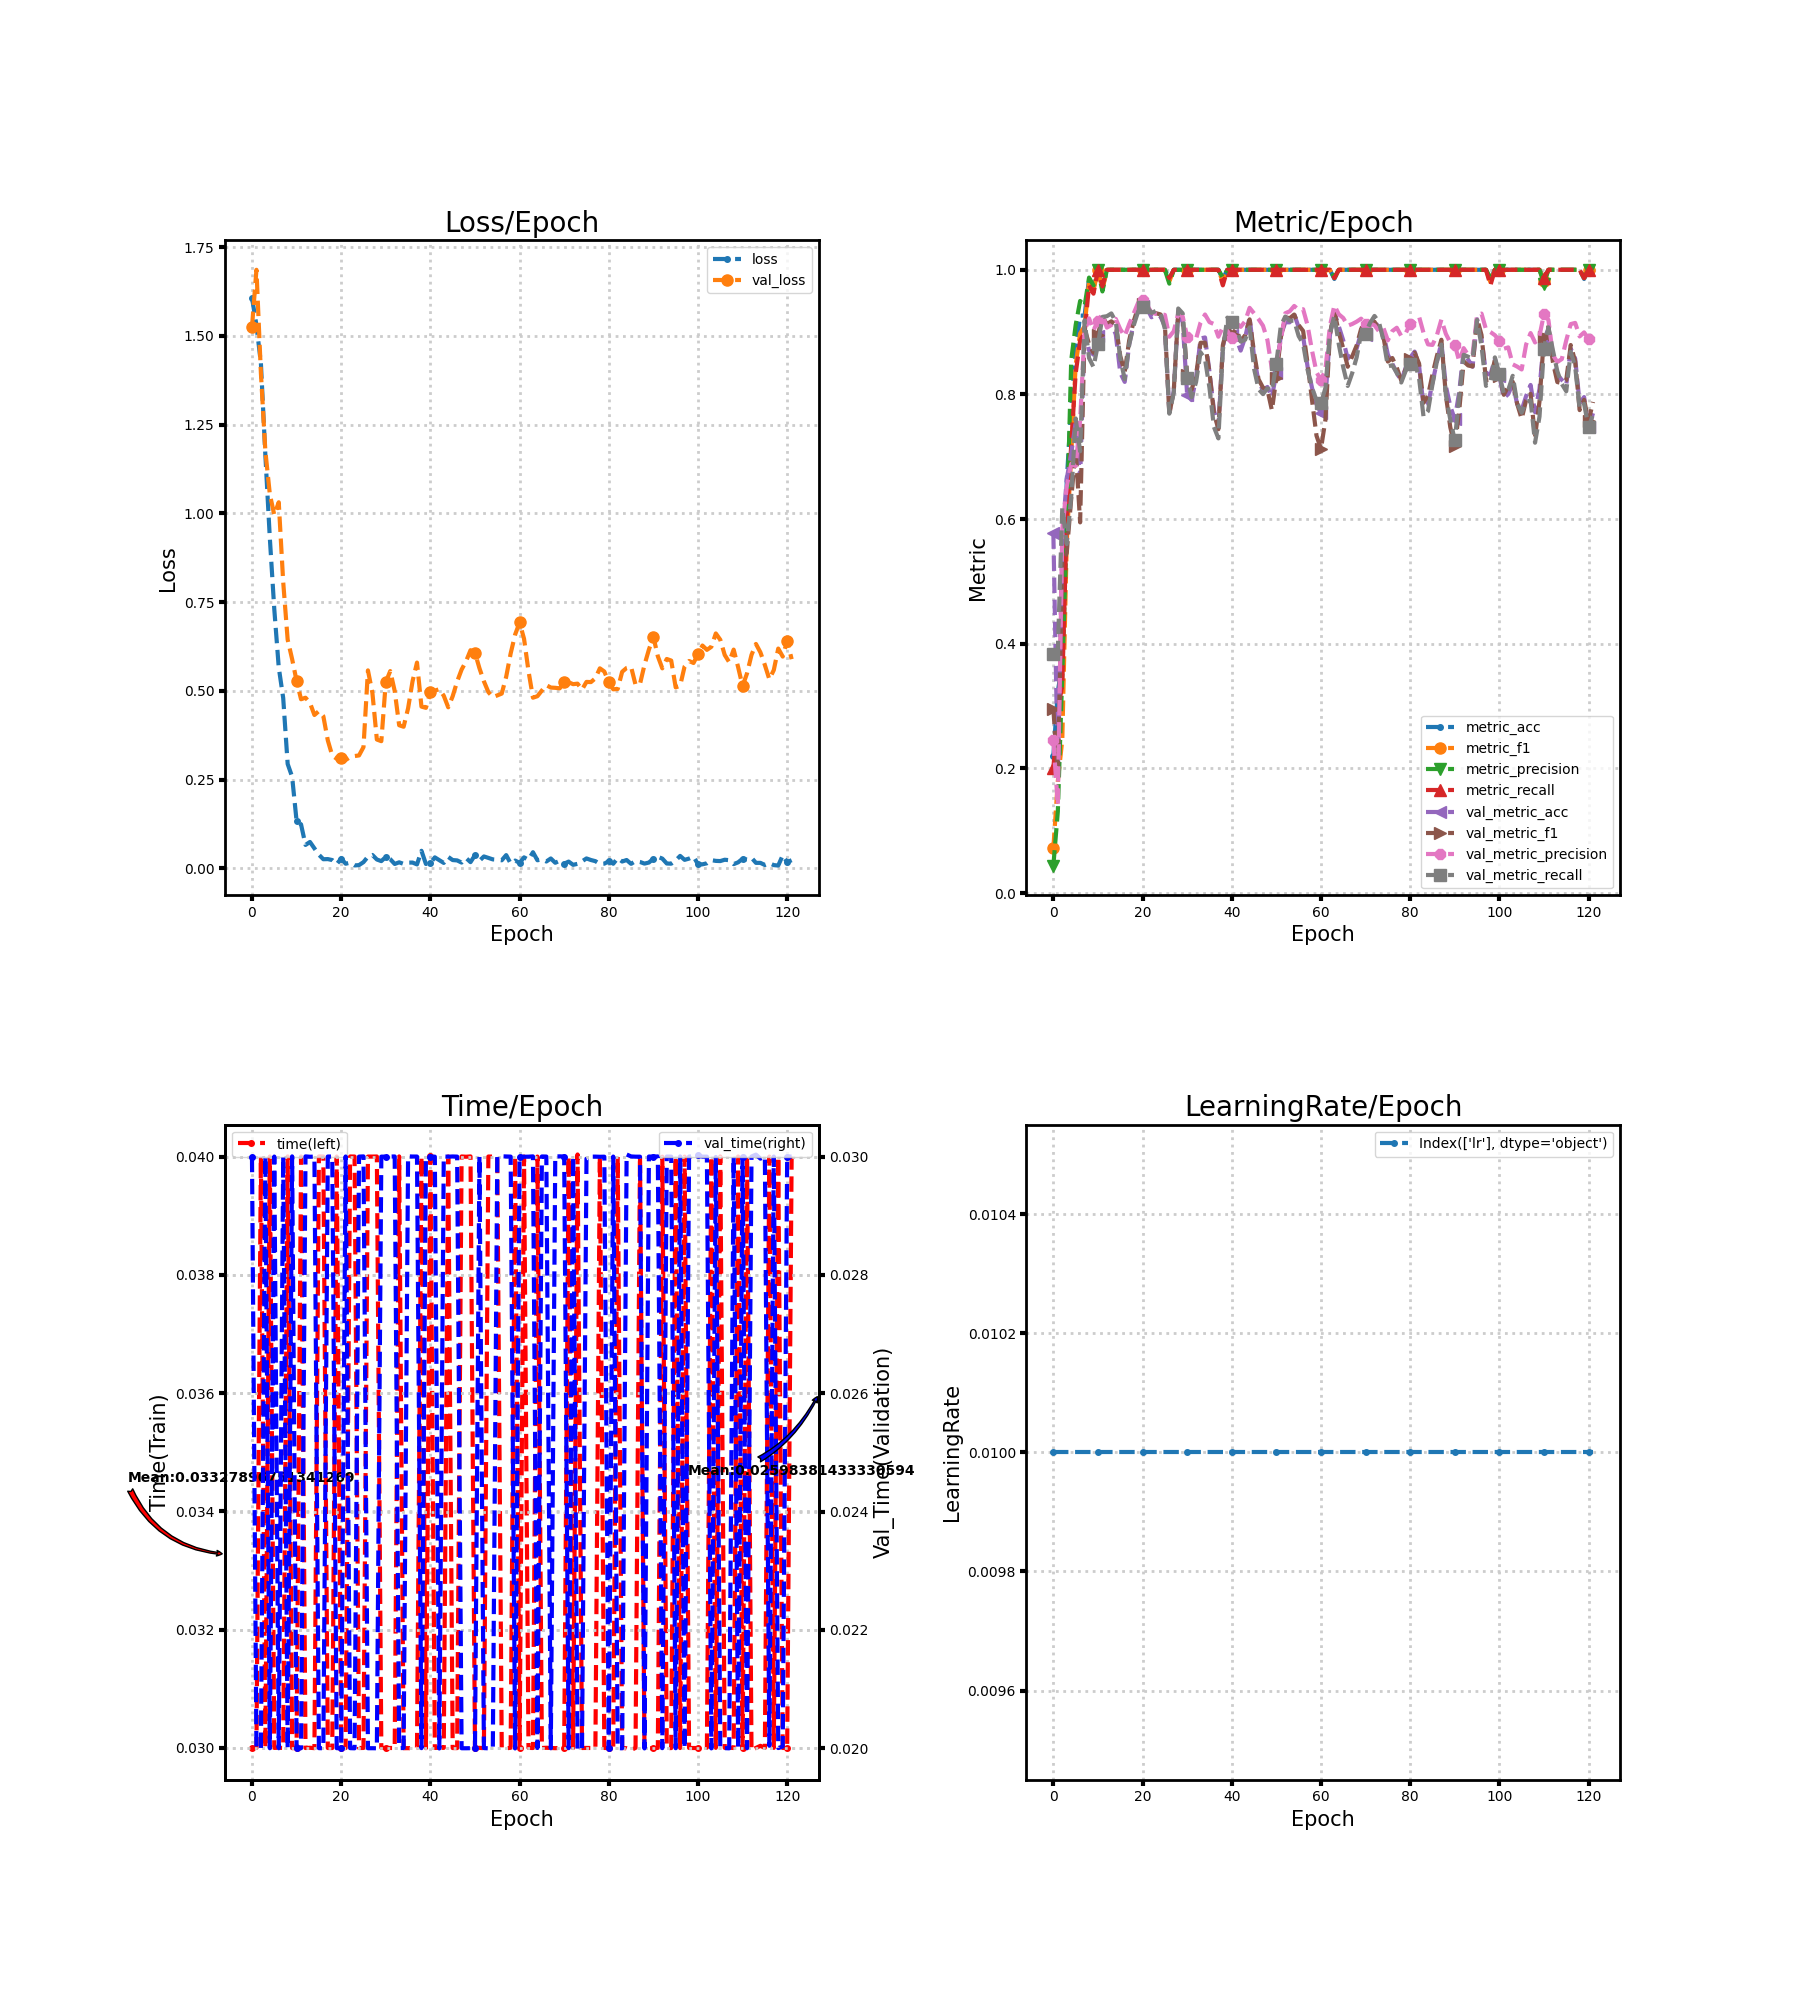 Loss/Epoch
1.75
1.50
1.25
1.00
0.75
0.50
0.25
0.00
Loss
loss
val_loss
0 20 40 60 80 100 120
Epoch
Metric/Epoch
1.0
0.8
0.6
0.4
0.2
0.0
Metric
metric_acc
metric_f1
metric_precision
metric_recall
val_metric_acc
val_metric_f1
val_metric_precision
val_metric_recall
0 20 40 60 80 100 120
Epoch
Time/Epoch
time(left)
val_time(right)
0.040
0.038
0.036
0.034
0.032
0.030
Time(Train)
0.030
0.028
0.026
0.024
0.022
0.020
Val_Time(Validation)
Mean:0.02598381433330594
0 20 40 60 80 100 120
Epoch
LearningRate/Epoch
Index(['lr'], dtype='object')
0.0104
0.0102
0.0100
0.0098
0.0096
LearningRate
0 20 40 60 80 100 120
Epoch